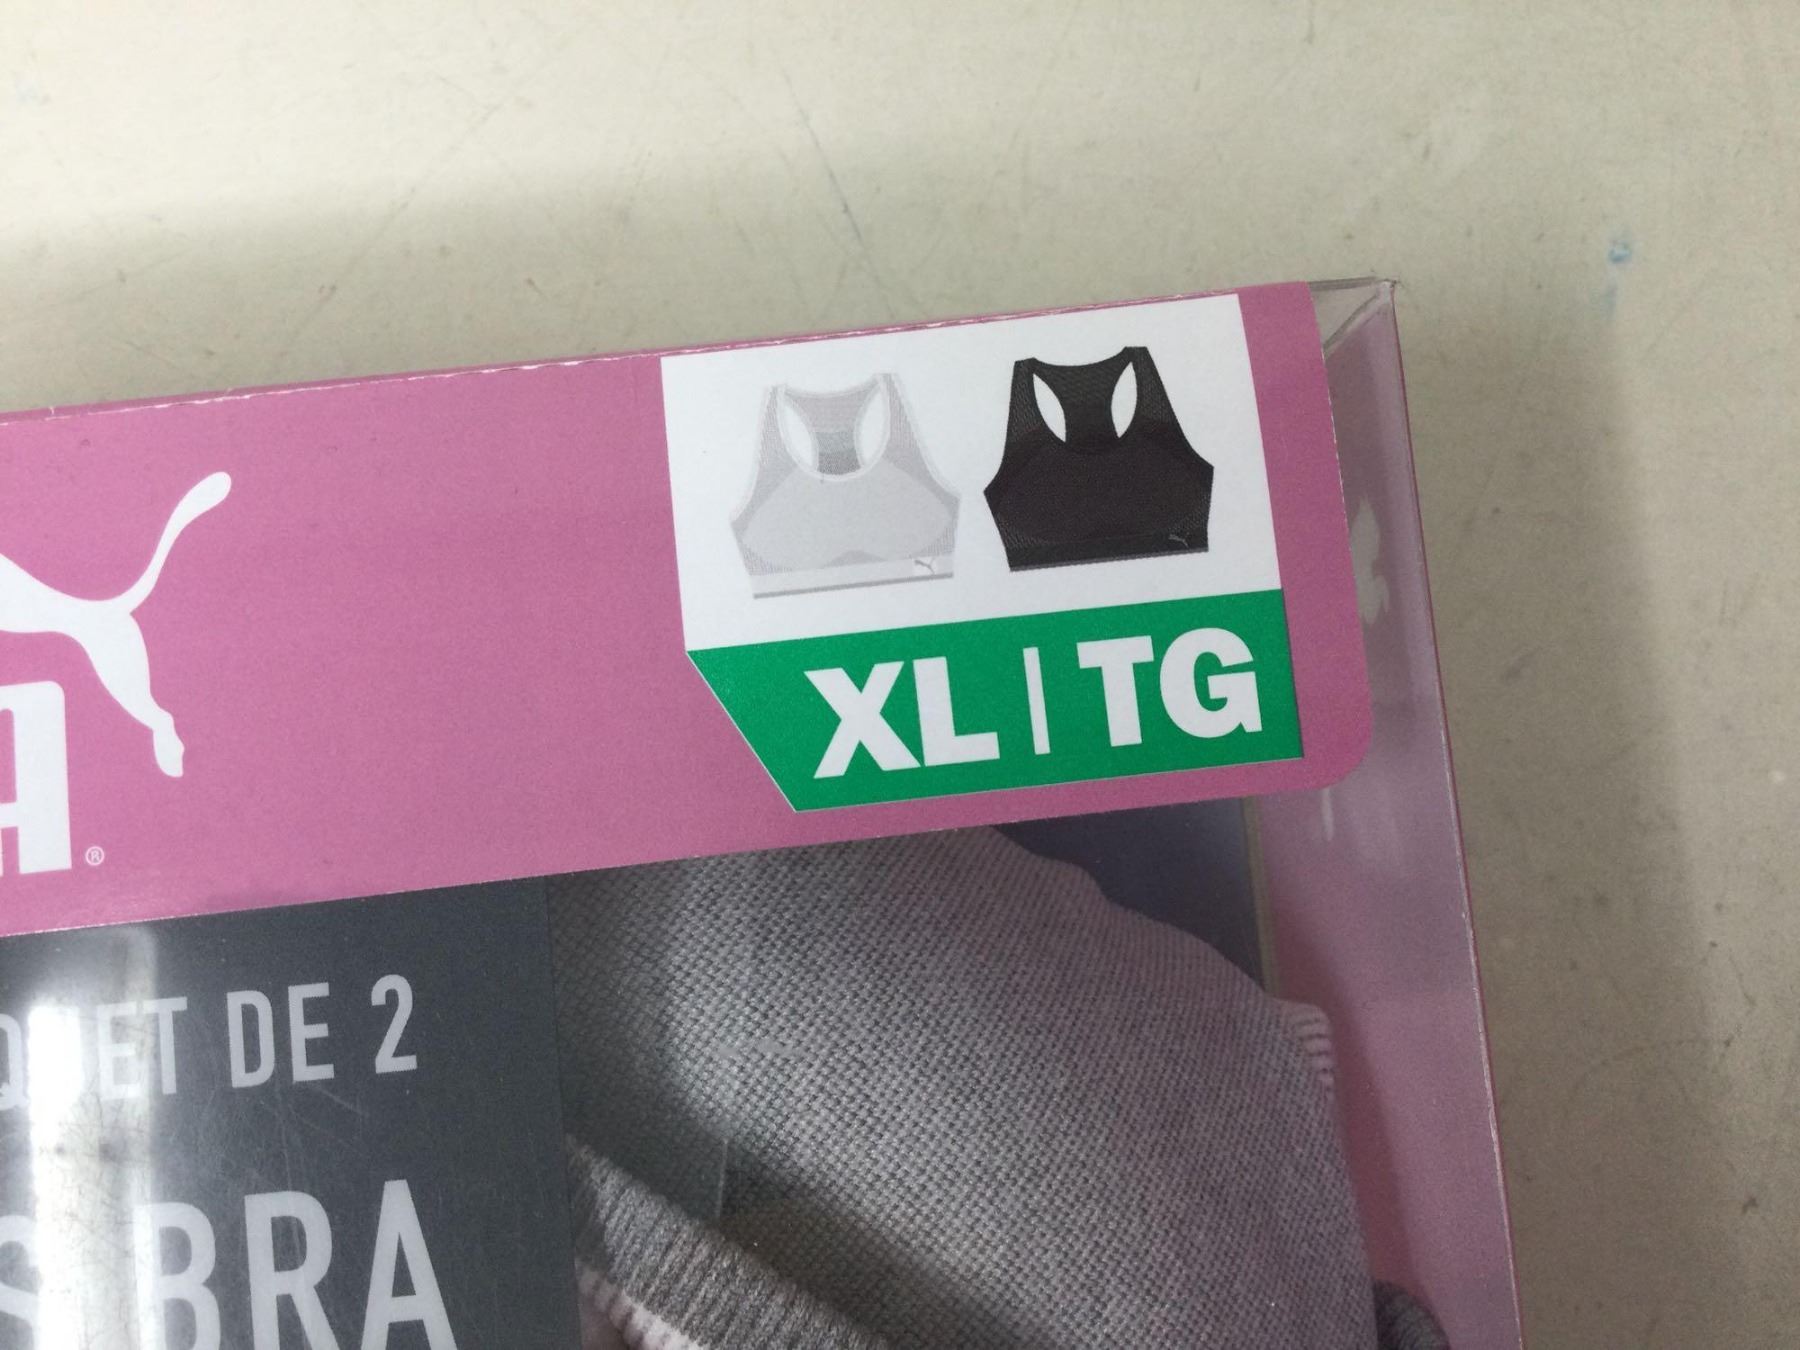 XL | TG
A®
QUET DE 2
S BRA